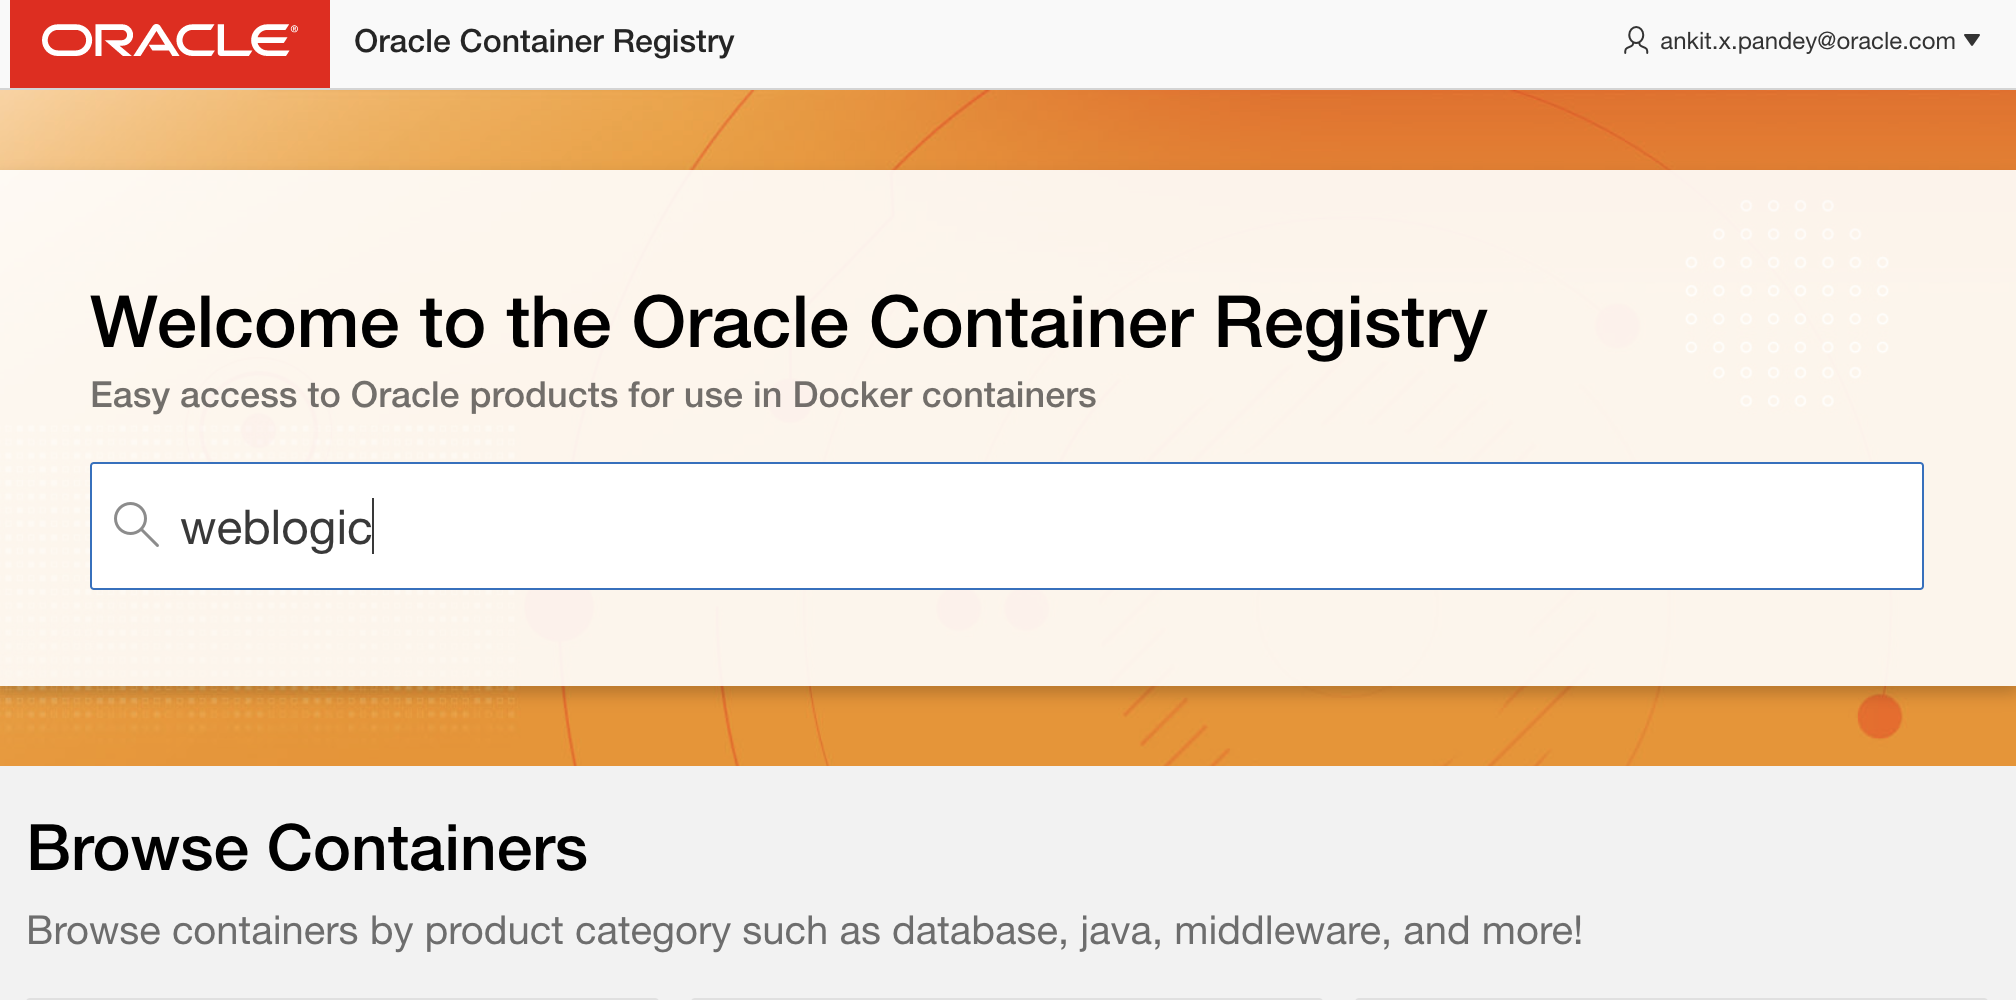 ORACLE®
Oracle Container Registry
ankit.x.pandey@oracle.com
Welcome to the Oracle Container Registry
Easy access to Oracle products for use in Docker containers
weblogic
Browse Containers
Browse containers by product category such as database, java, middleware, and more!